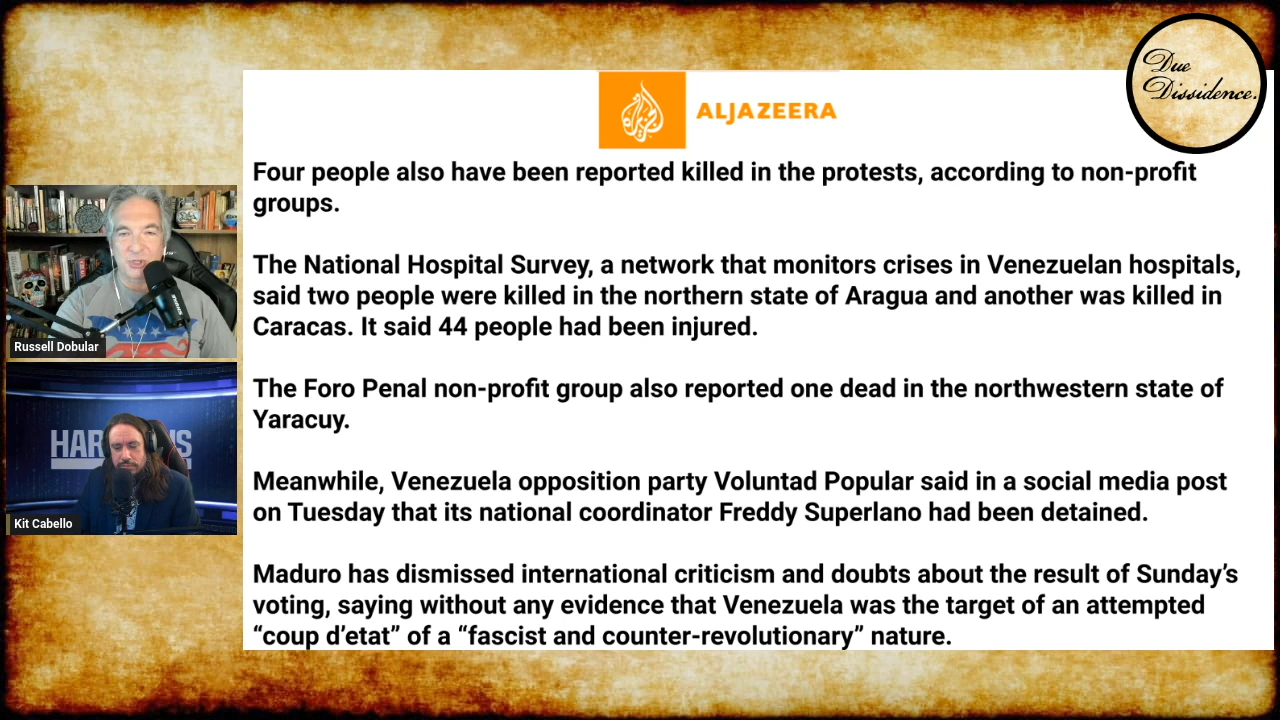 Due
Dissidence.
ALJAZEERA
Four people also have been reported killed in the protests, according to non-profit
groups.
The National Hospital Survey, a network that monitors crises in Venezuelan hospitals,
said two people were killed in the northern state of Aragua and another was killed in
Caracas. It said 44 people had been injured.
The Foro Penal non-profit group also reported one dead in the northwestern state of
Yaracuy.
Meanwhile, Venezuela opposition party Voluntad Popular said in a social media post
on Tuesday that its national coordinator Freddy Superlano had been detained.
Maduro has dismissed international criticism and doubts about the result of Sunday’s
voting, saying without any evidence that Venezuela was the target of an attempted
“coup d’etat” of a “fascist and counter-revolutionary” nature.
Russell Dobular
Kit Cabello